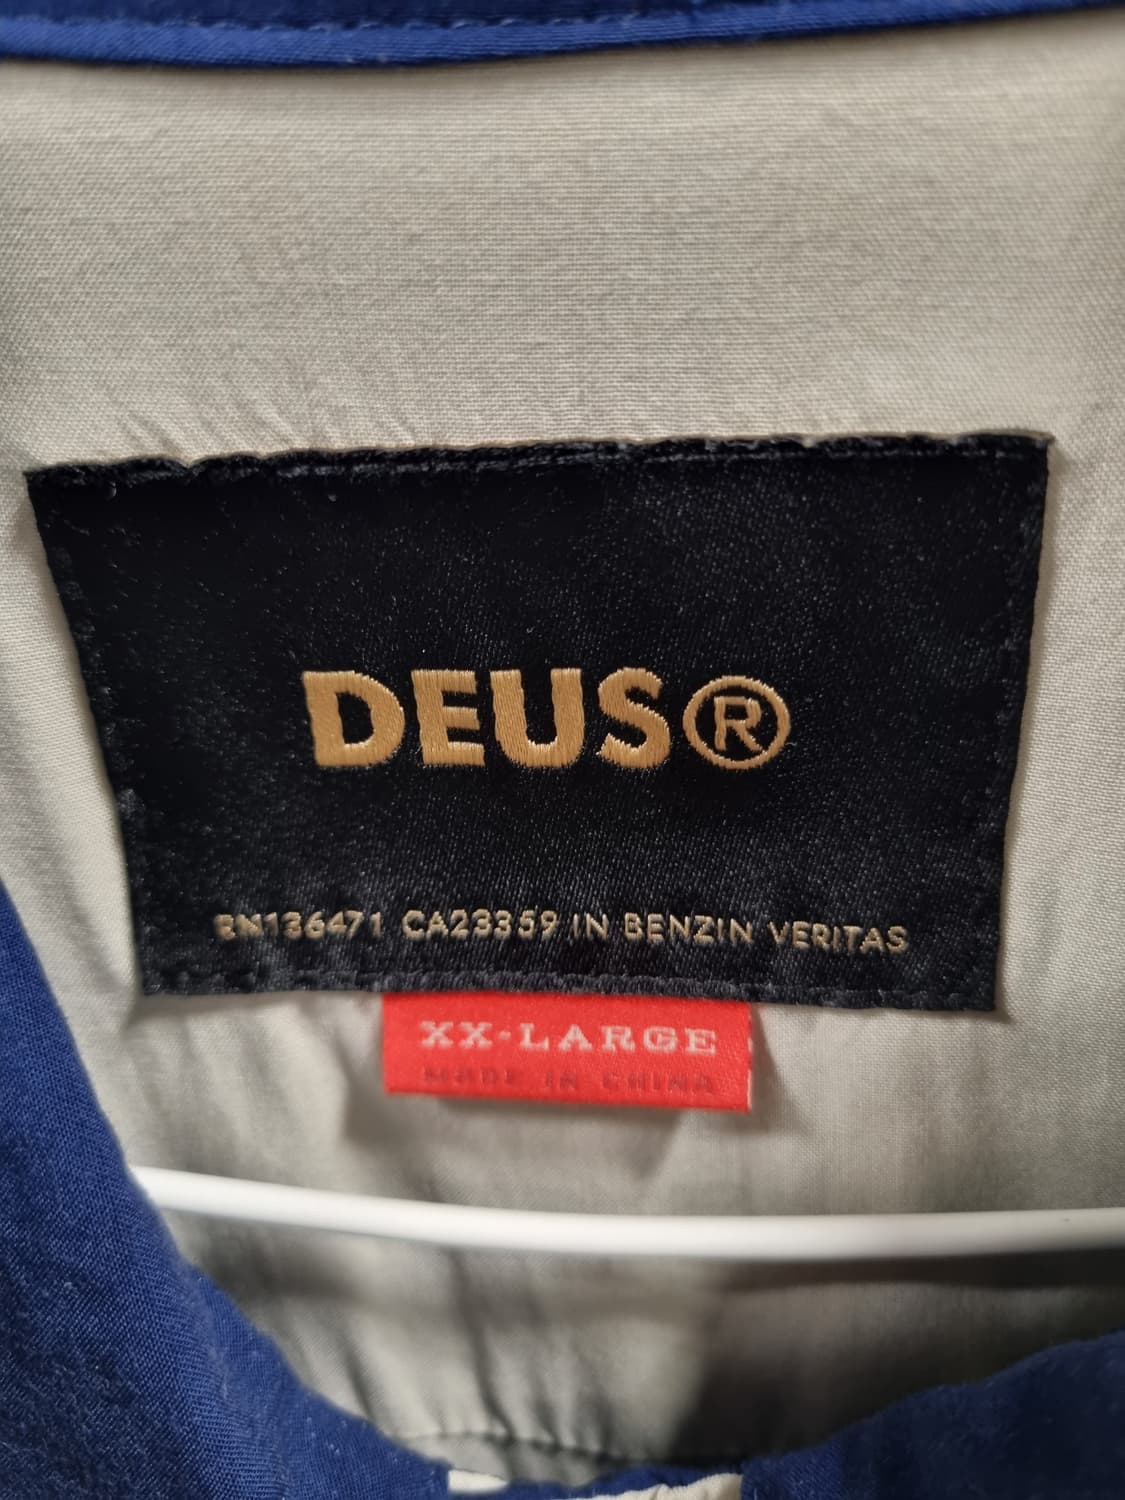 DEUS®
RN136471 CA23359 IN BENZIN VERITAS
XX-LARGE
MADE IN CHINA